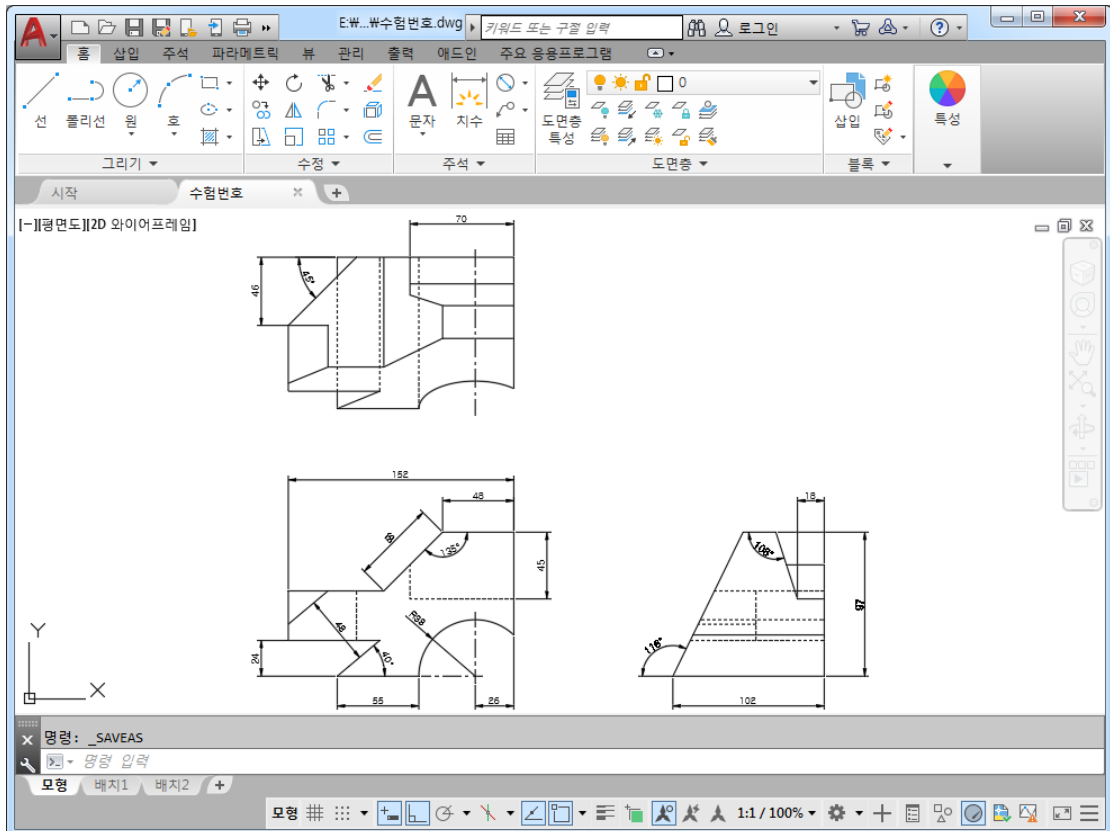 E:₩...₩수험번호.dwg 키워드 또는 구절 입력 로그인
홈 삽입 주석 파라메트릭 뷰 관리 출력 애드인 주요 응용프로그램
0
선 폴리선 원 호 문자 치수 도면층 특성 삽입 특성
그리기 수정 주석 도면층 블록
시작 수험번호
[-][평면도][2D 와이어프레임]
70
45°
46
152
48
18
68
135°
108°
45
R38
97
48
116°
24
40°
55
26
102
Y
X
명령: _SAVEAS
명령 입력
모형 배치1 배치2
모형 1:1 / 100%